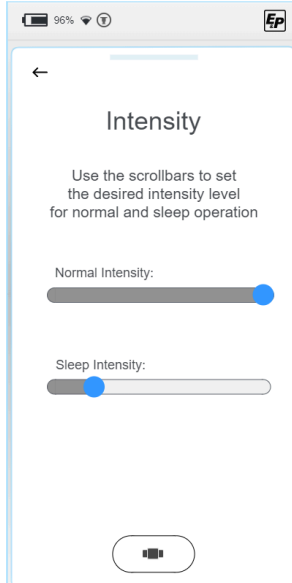 96%
EP
Intensity
Use the scrollbars to set
the desired intensity level
for normal and sleep operation
Normal Intensity:
Sleep Intensity: